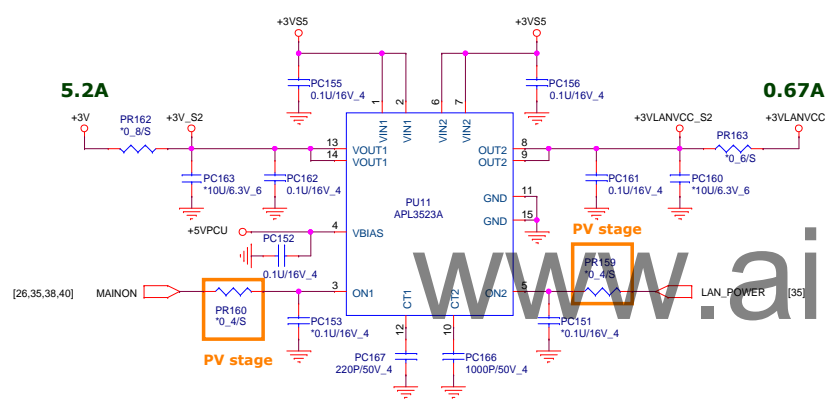 +3VS5
+3VS5
PC155
0.1U/16V_4
PC156
0.1U/16V_4
5.2A
0.67A
+3V
PR162
*0_8/S
+3V_S2
1
2
6
7
VIN1
VIN1
VIN2
VIN2
+3VLANVCC_S2
PR163
*0_6/S
+3VLANVCC
13
VOUT1
14
VOUT1
8
OUT2
9
OUT2
PC163
*10U/6.3V_6
PC162
0.1U/16V_4
PC161
0.1U/16V_4
PC160
*10U/6.3V_6
PU11
APL3523A
GND
11
GND
15
+5VPCU
4
VBIAS
PC152
0.1U/16V_4
PV stage
PR159
*0_4/S
[26,35,38,40]
MAINON
PR160
*0_4/S
3
ON1
CT1
CT2
ON2
5
LAN_POWER
[35]
www.ai
PC153
*0.1U/16V_4
12
10
PC151
*0.1U/16V_4
PV stage
PC167
220P/50V_4
PC166
1000P/50V_4